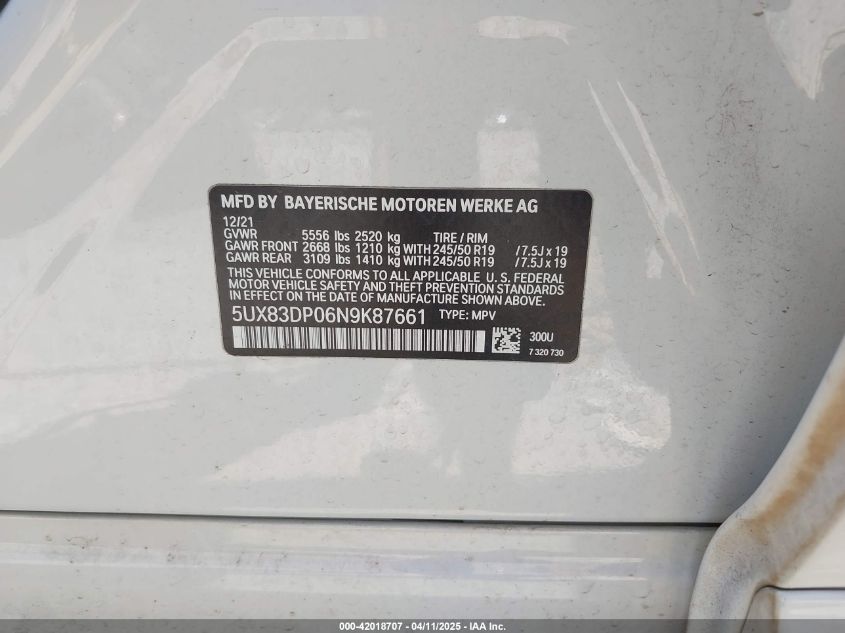 MFD BY BAYERISCHE MOTOREN WERKE AG
12/21
GVWR 5556 lbs 2520 kg TIRE / RIM
GAWR FRONT 2668 lbs 1210 kg WITH 245/50 R19 / 7.5J x 19
GAWR REAR 3109 lbs 1410 kg WITH 245/50 R19 / 7.5J x 19
THIS VEHICLE CONFORMS TO ALL APPLICABLE U. S. FEDERAL
MOTOR VEHICLE SAFETY AND THEFT PREVENTION STANDARDS
IN EFFECT ON THE DATE OF MANUFACTURE SHOWN ABOVE.
5UX83DP06N9K87661 TYPE: MPV
300U
7 320 730
000-42018707 - 04/11/2025 - IAA Inc.